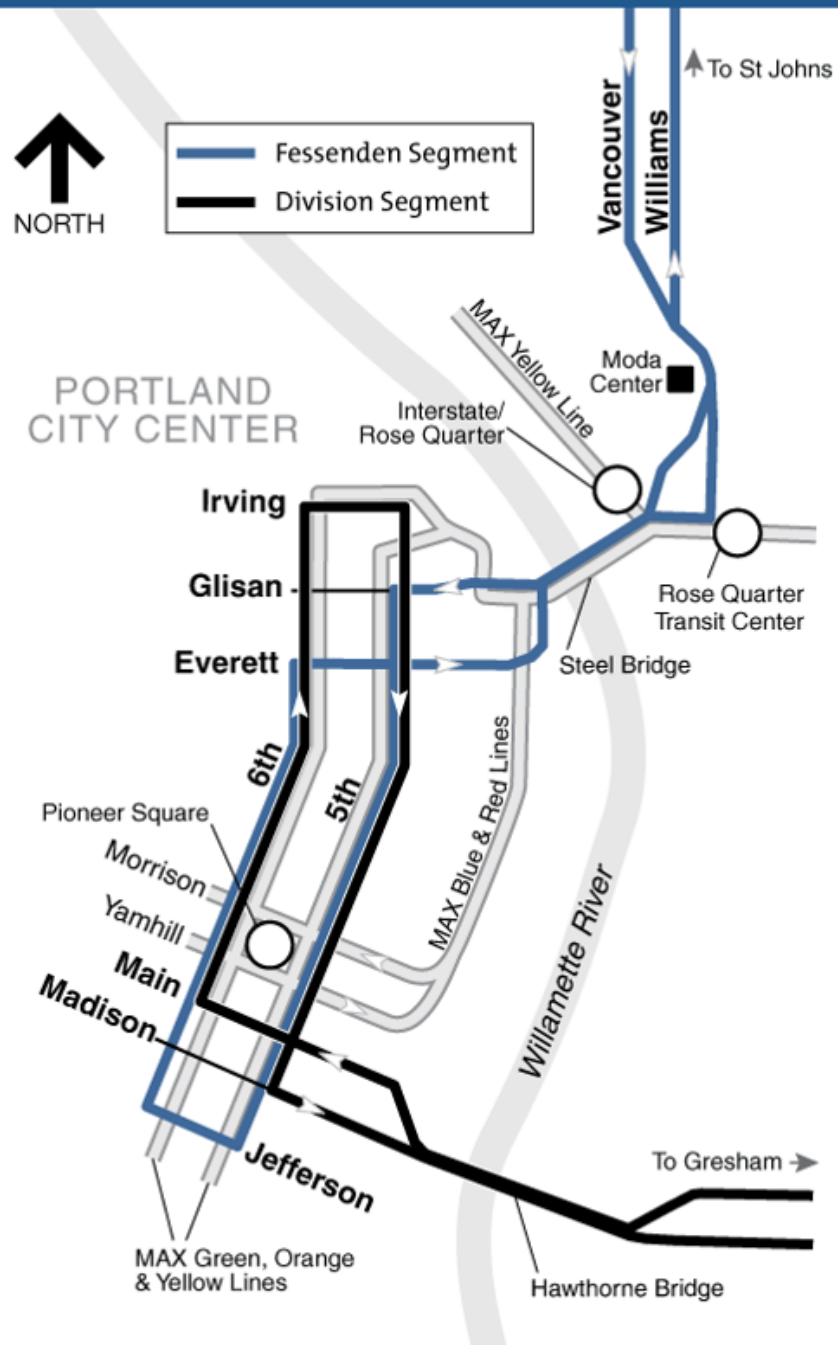 To St Johns
Vancouver
Williams
NORTH
Fessenden Segment
Division Segment
MAX Yellow Line
Moda
Center
PORTLAND
CITY CENTER
Interstate/
Rose Quarter
Irving
Glisan
Everett
Rose Quarter
Transit Center
Steel Bridge
6th
5th
Pioneer Square
Morrison
Yamhill
Main
Madison
MAX Blue & Red Lines
Willamette River
Jefferson
To Gresham
MAX Green, Orange
& Yellow Lines
Hawthorne Bridge